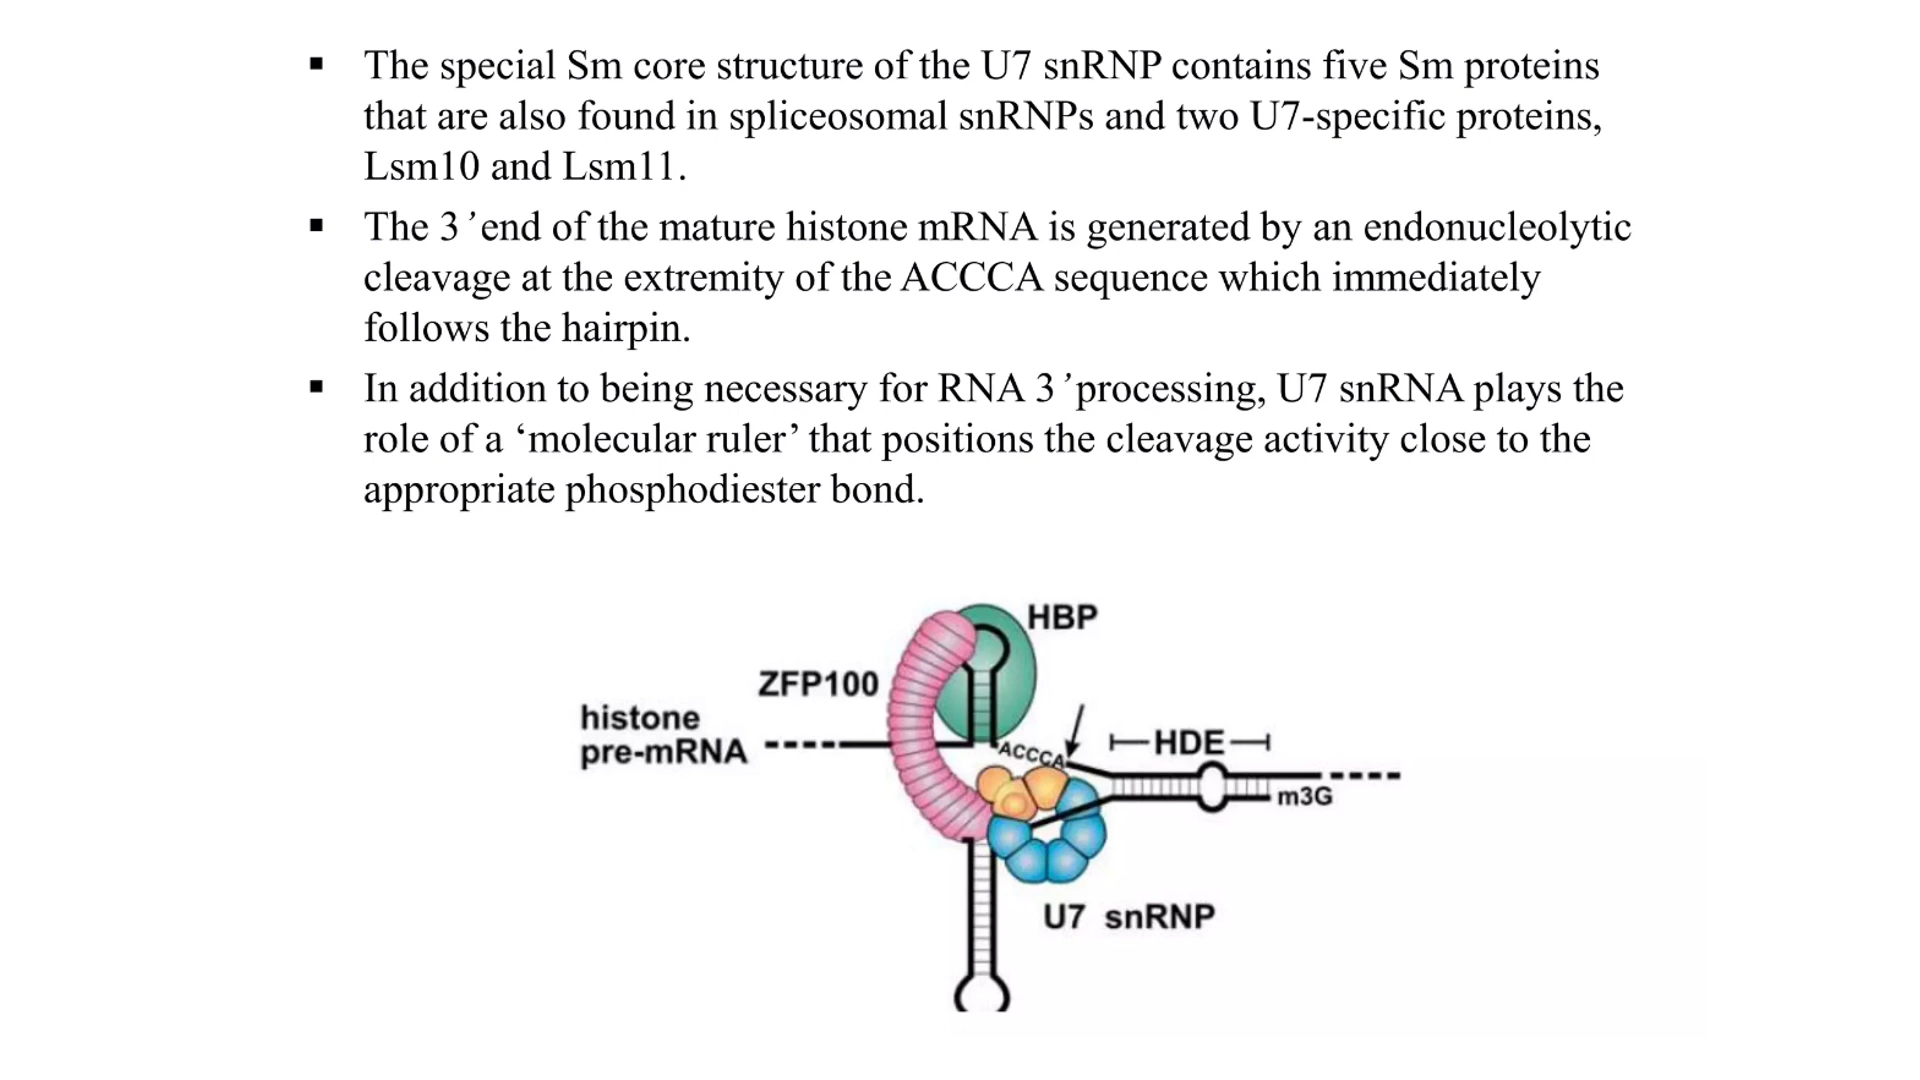 ▪ The special Sm core structure of the U7 snRNP contains five Sm proteins
that are also found in spliceosomal snRNPs and two U7-specific proteins,
Lsm10 and Lsm11.
▪ The 3 ’end of the mature histone mRNA is generated by an endonucleolytic
cleavage at the extremity of the ACCCA sequence which immediately
follows the hairpin.
▪ In addition to being necessary for RNA 3 ’processing, U7 snRNA plays the
role of a ‘molecular ruler’ that positions the cleavage activity close to the
appropriate phosphodiester bond.
HBP
ZFP100
histone
pre-mRNA
ACCCA
HDE
m3G
U7 snRNP